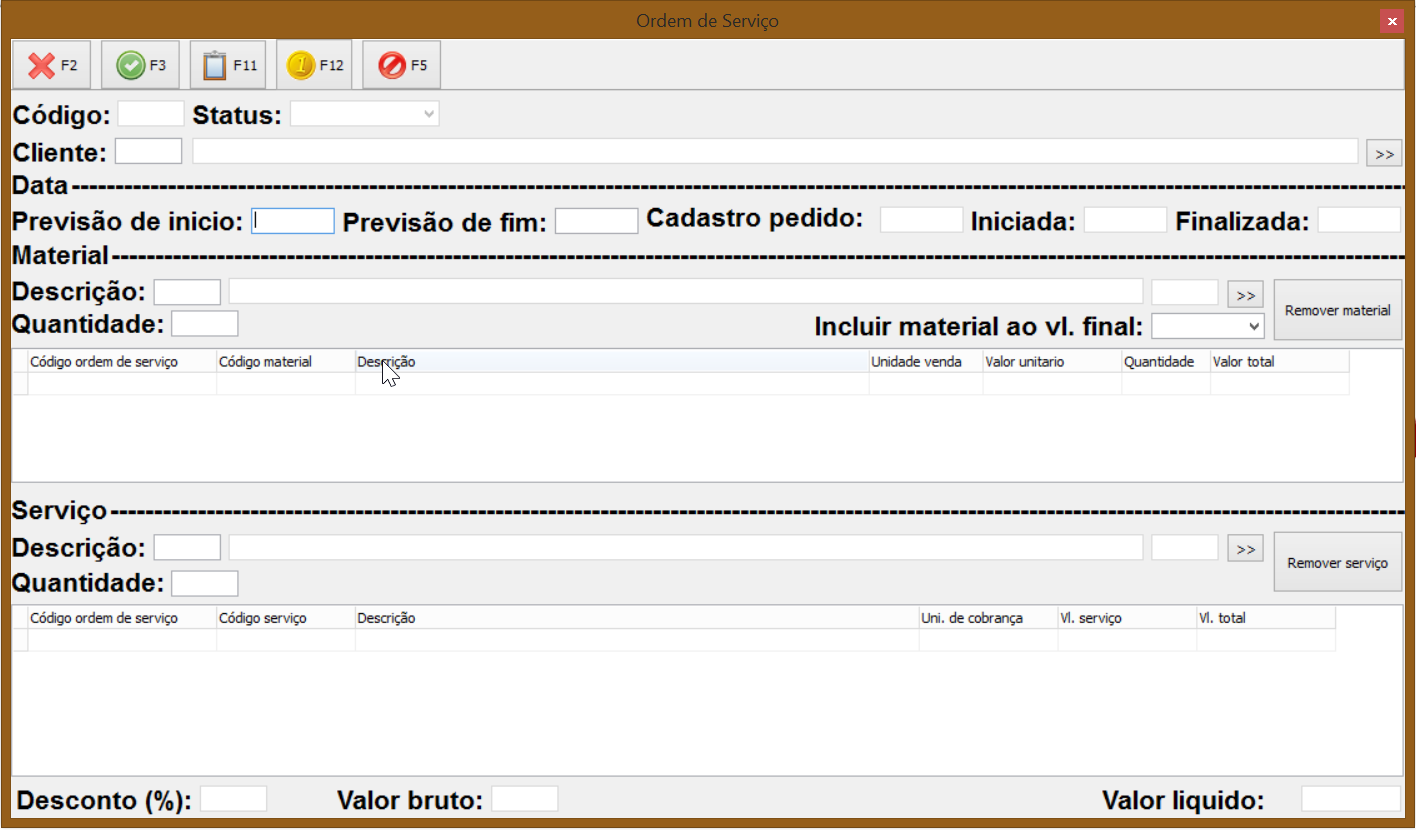 Ordem de Serviço
F2 F3 F11 F12 F5
Código: Status:
Cliente: >>
Data
Previsão de inicio: Previsão de fim: Cadastro pedido: Iniciada: Finalizada:
Material
Descrição: >> Remover material
Quantidade: Incluir material ao vl. final:
Código ordem de serviço Código material Descrição Unidade venda Valor unitario Quantidade Valor total
Serviço
Descrição: >> Remover serviço
Quantidade:
Código ordem de serviço Código serviço Descrição Uni. de cobrança Vl. serviço Vl. total
Desconto (%): Valor bruto: Valor liquido: